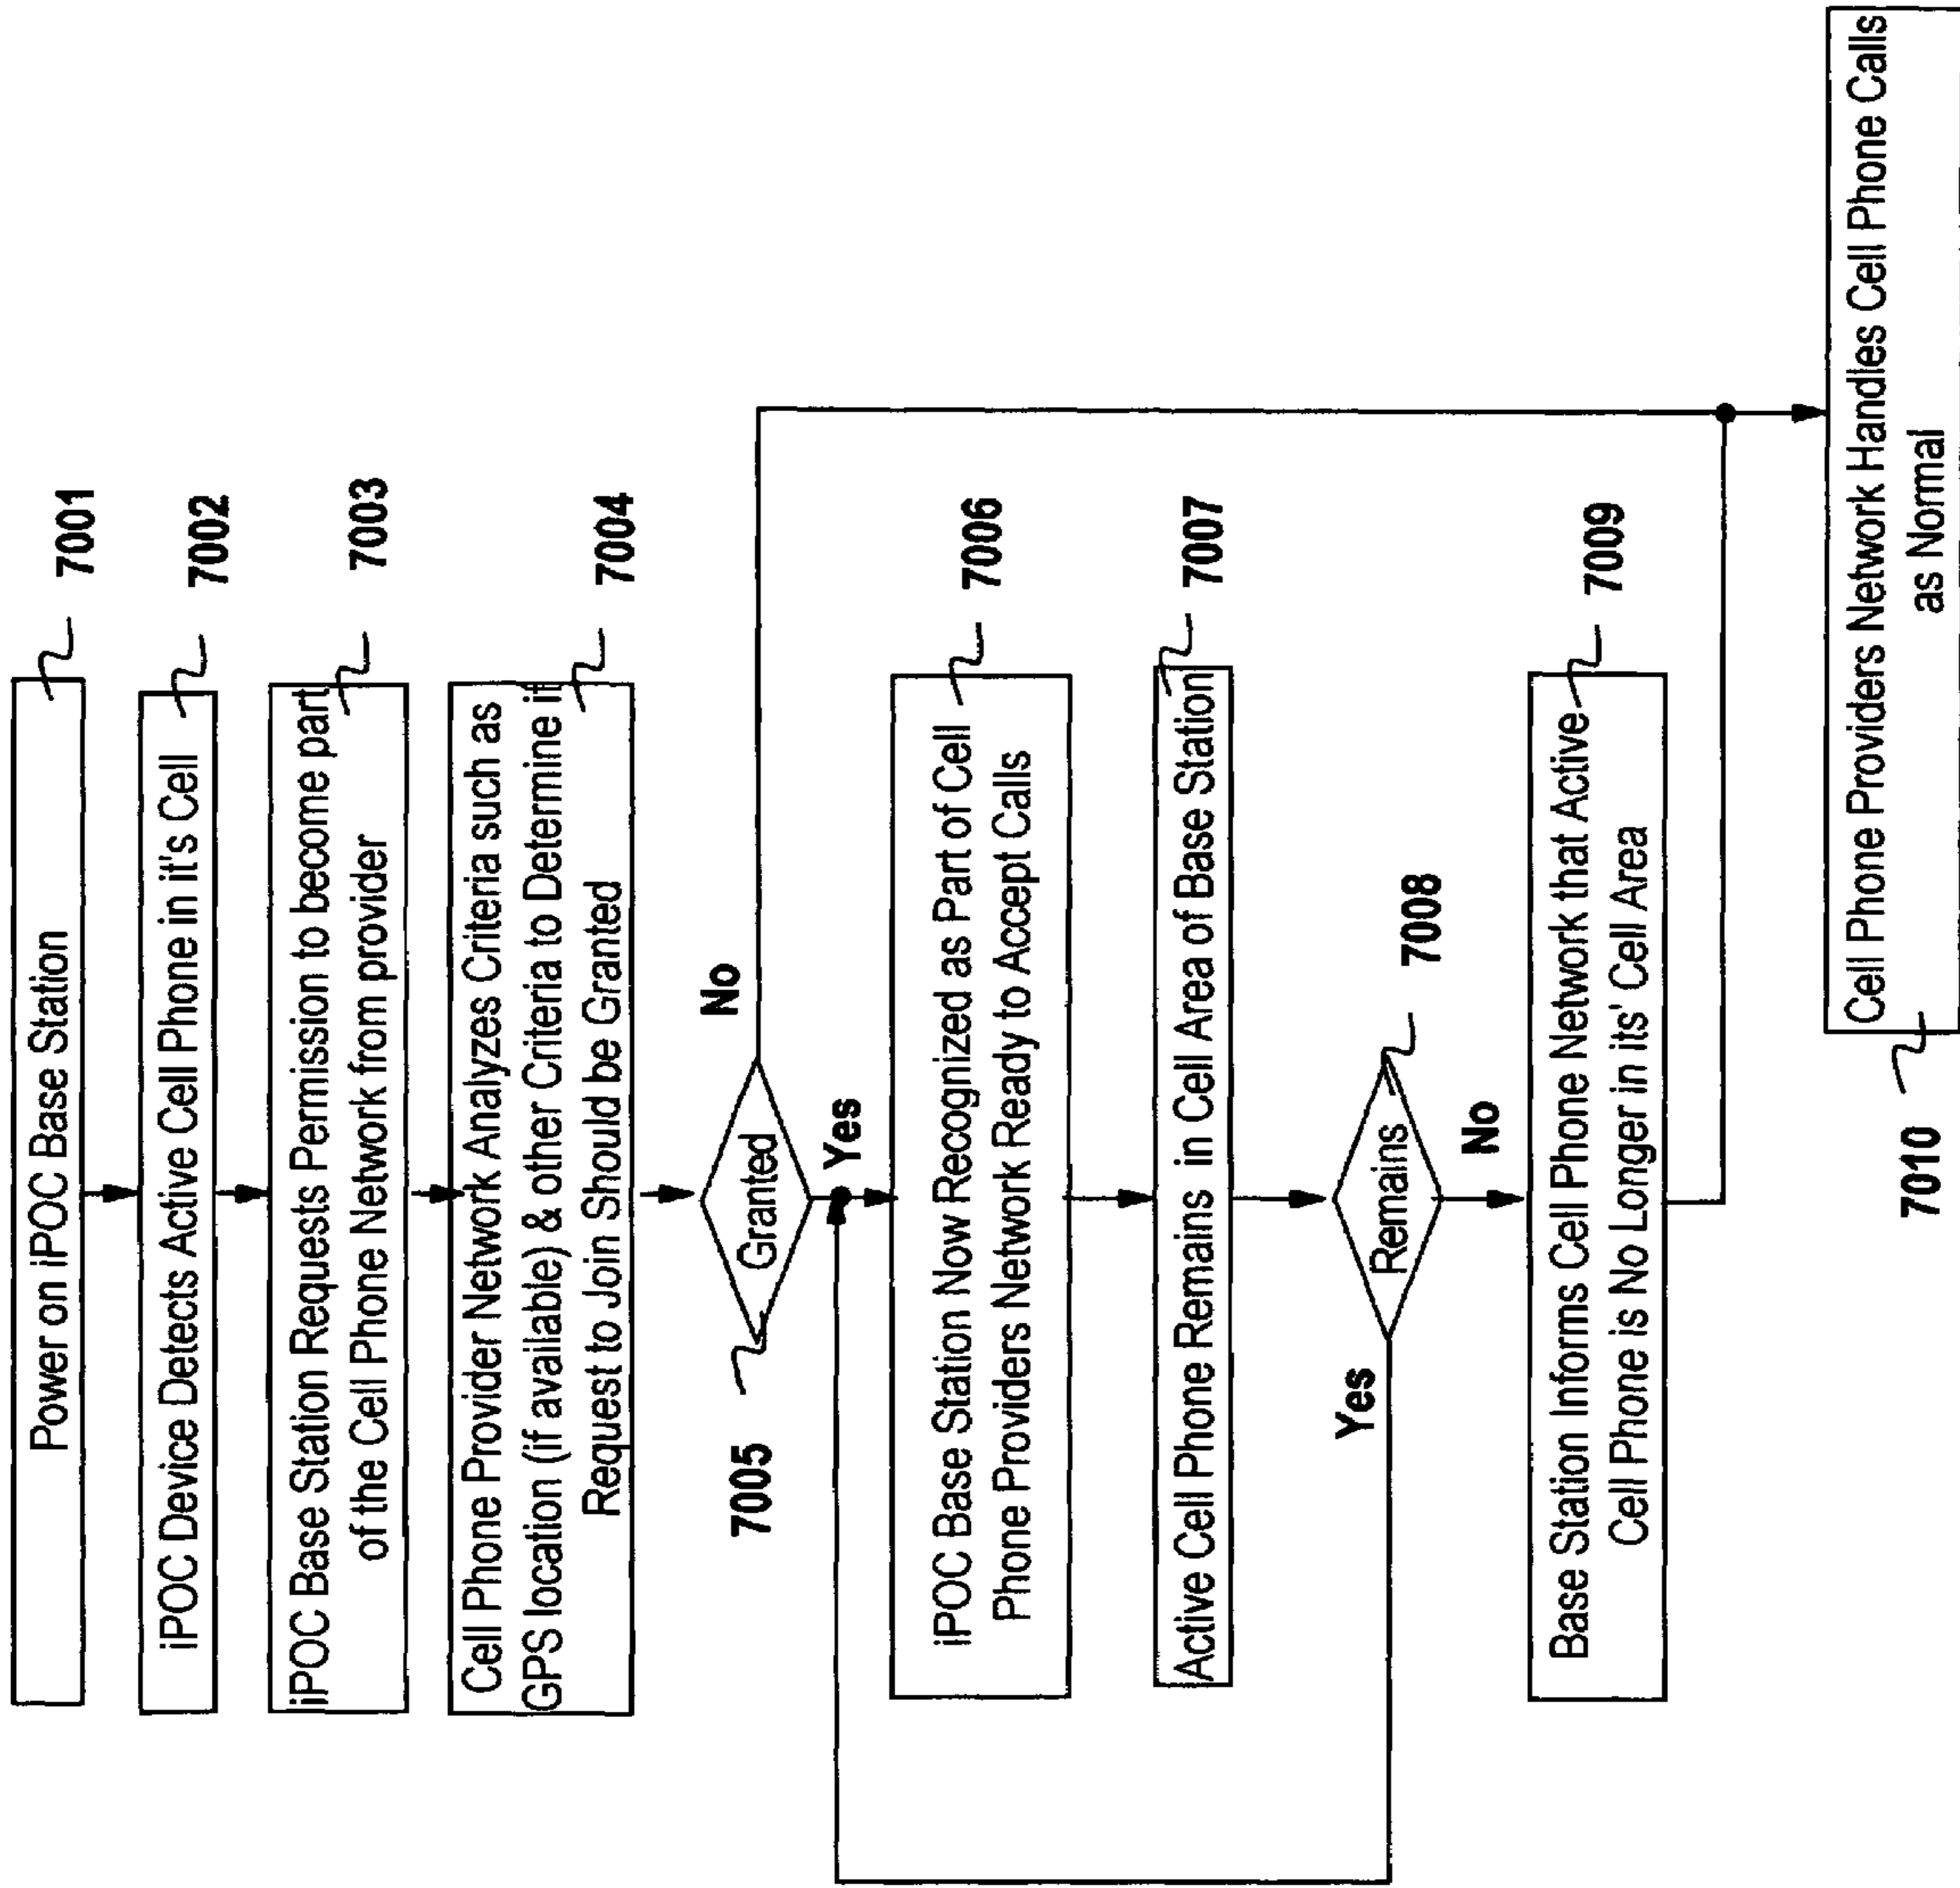 Power on iPOC Base Station
7001
iPOC Device Detects Active Cell Phone in it's Cell
7002
iPOC Base Station Requests Permission to become part
of the Cell Phone Network from provider
7003
Cell Phone Provider Network Analyzes Criteria such as
GPS location (if available) & other Criteria to Determine if
Request to Join Should be Granted
7004
Granted
7005
No
Yes
iPOC Base Station Now Recognized as Part of Cell
Phone Providers Network Ready to Accept Calls
7006
Active Cell Phone Remains in Cell Area of Base Station
7007
Remains
7008
Yes
No
Base Station Informs Cell Phone Network that Active
Cell Phone is No Longer in its' Cell Area
7009
Cell Phone Providers Network Handles Cell Phone Calls
as Normal
7010